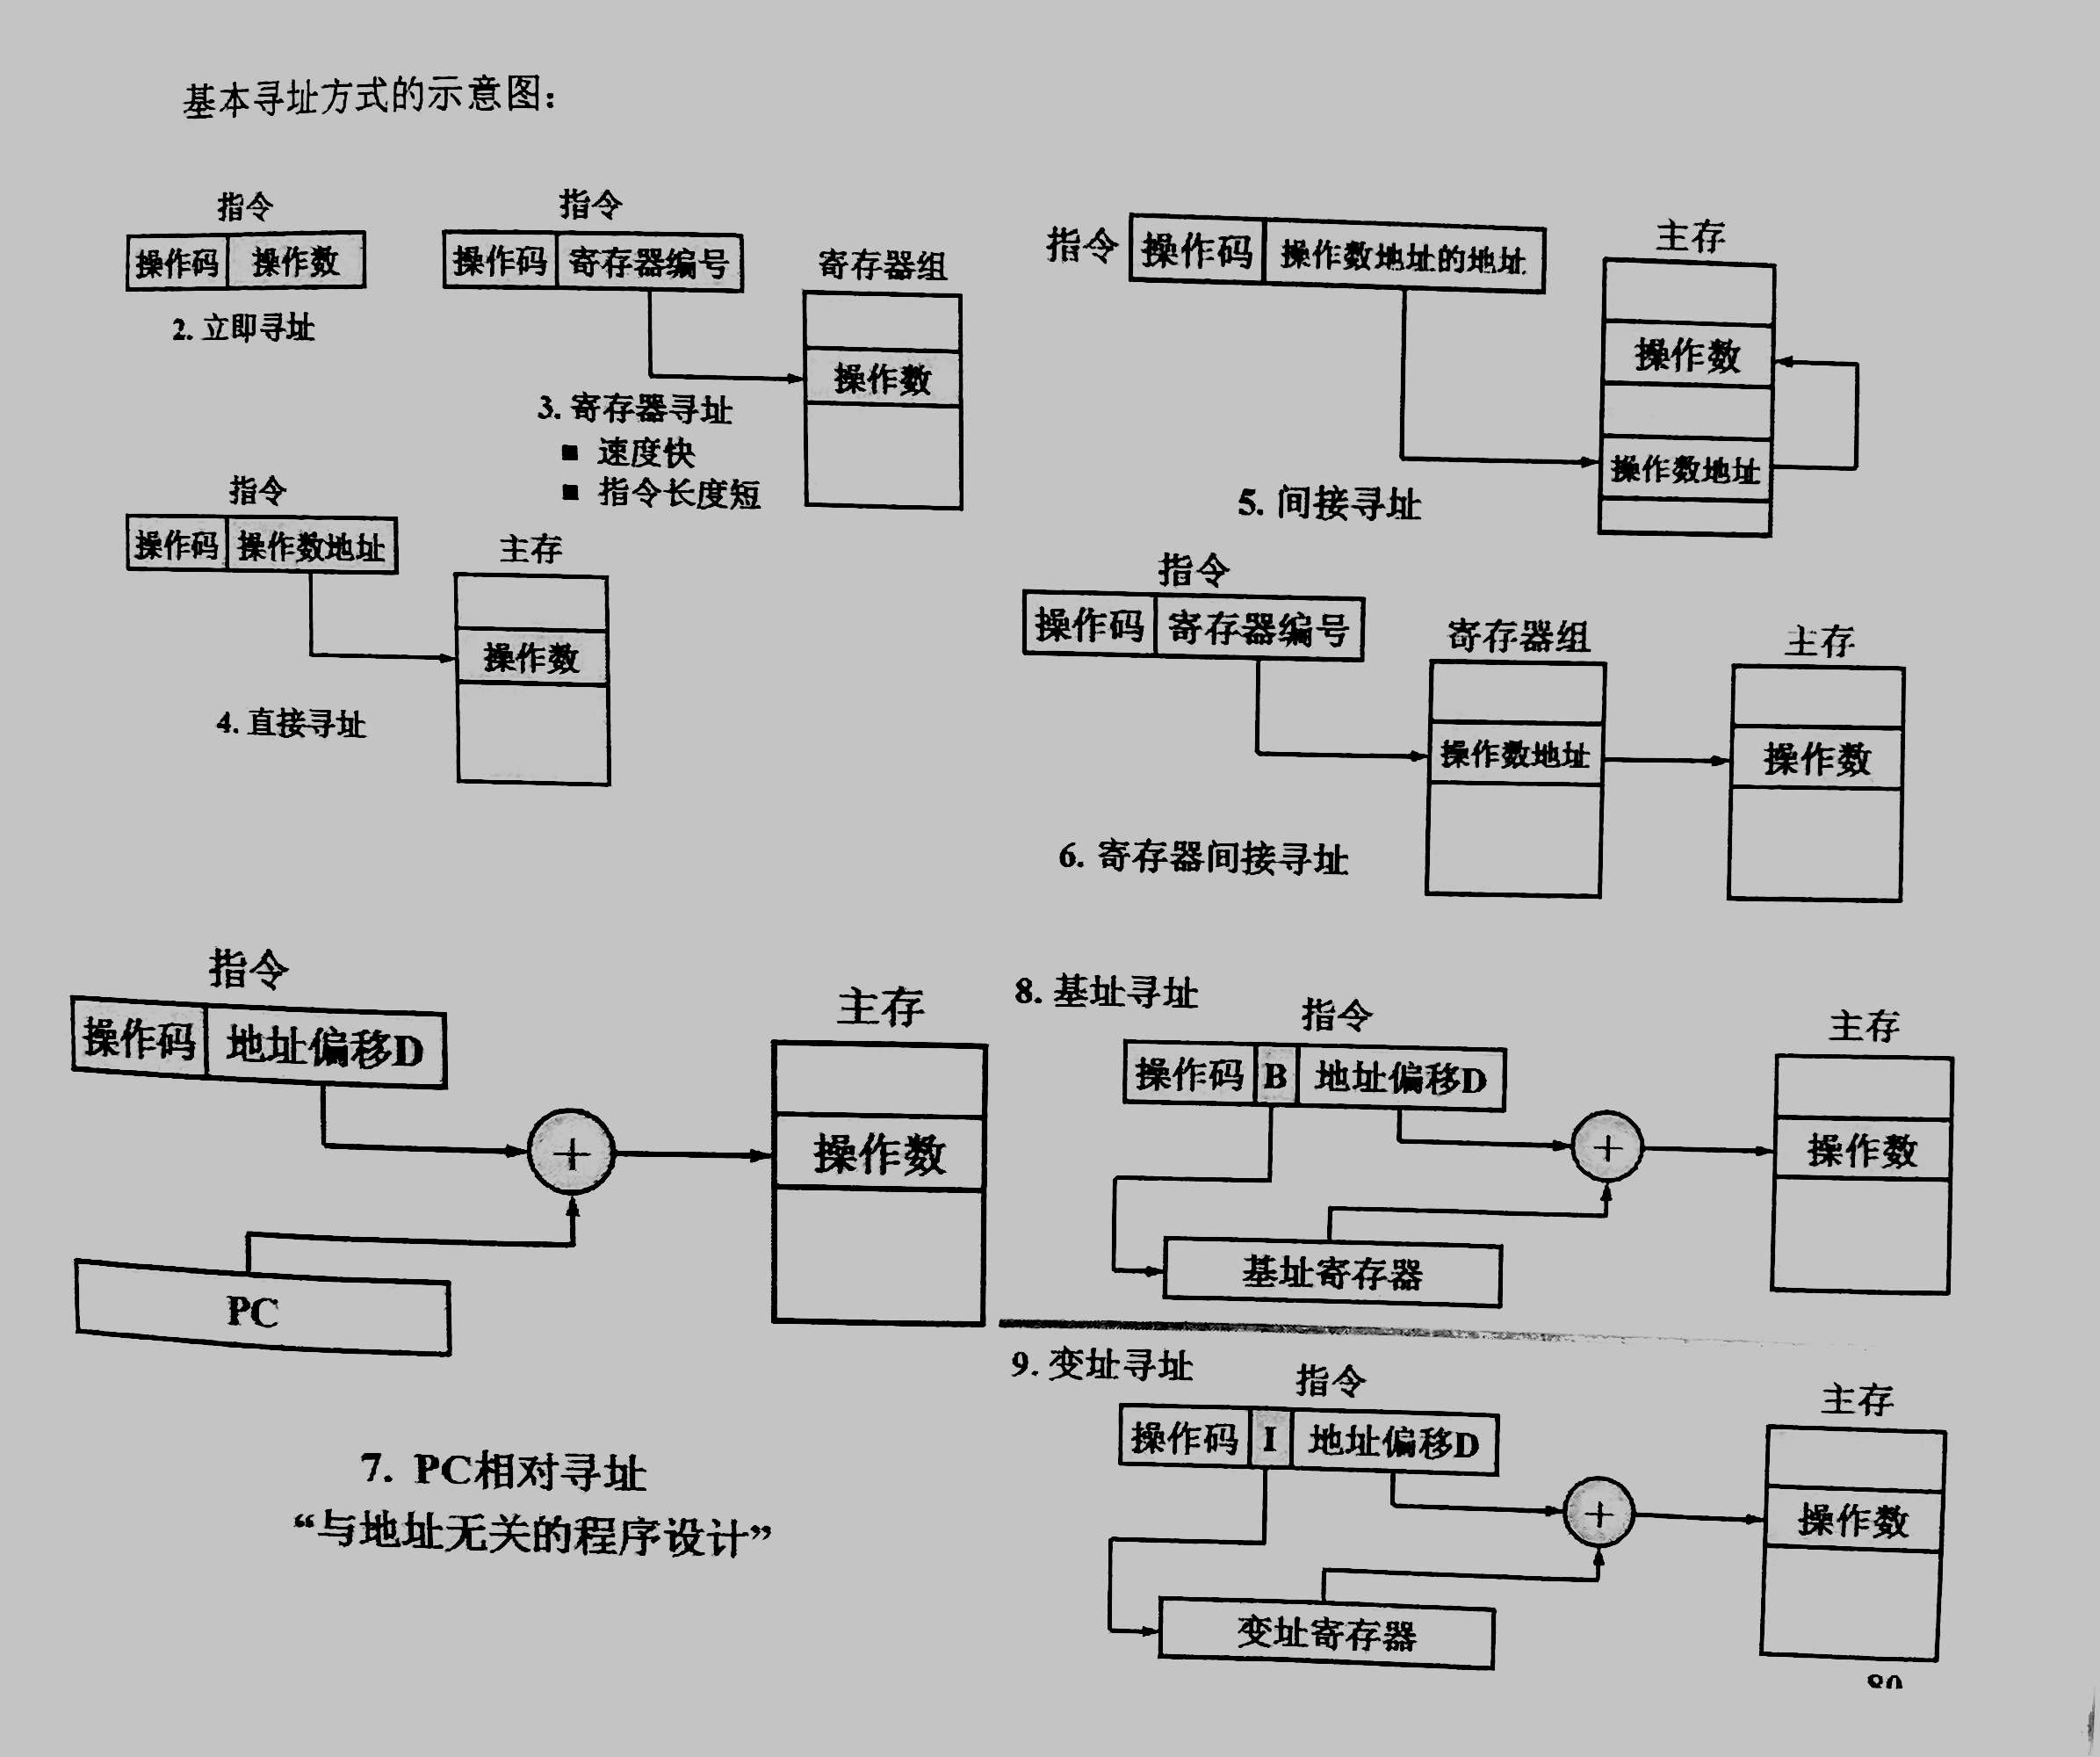 基本寻址方式的示意图：
指令
操作码 操作数
2. 立即寻址
指令
操作码 寄存器编号
寄存器组
操作数
3. 寄存器寻址
■ 速度快
■ 指令长度短
指令
操作码 操作数地址
主存
操作数
4. 直接寻址
指令 操作码 操作数地址的地址
主存
操作数
操作数地址
5. 间接寻址
指令
操作码 寄存器编号
寄存器组
主存
操作数地址
操作数
6. 寄存器间接寻址
指令
操作码 地址偏移D
主存
+
操作数
PC
7. PC相对寻址
“与地址无关的程序设计”
8. 基址寻址
指令
操作码 B 地址偏移D
主存
+
操作数
基址寄存器
9. 变址寻址
指令
操作码 I 地址偏移D
主存
+
操作数
变址寄存器